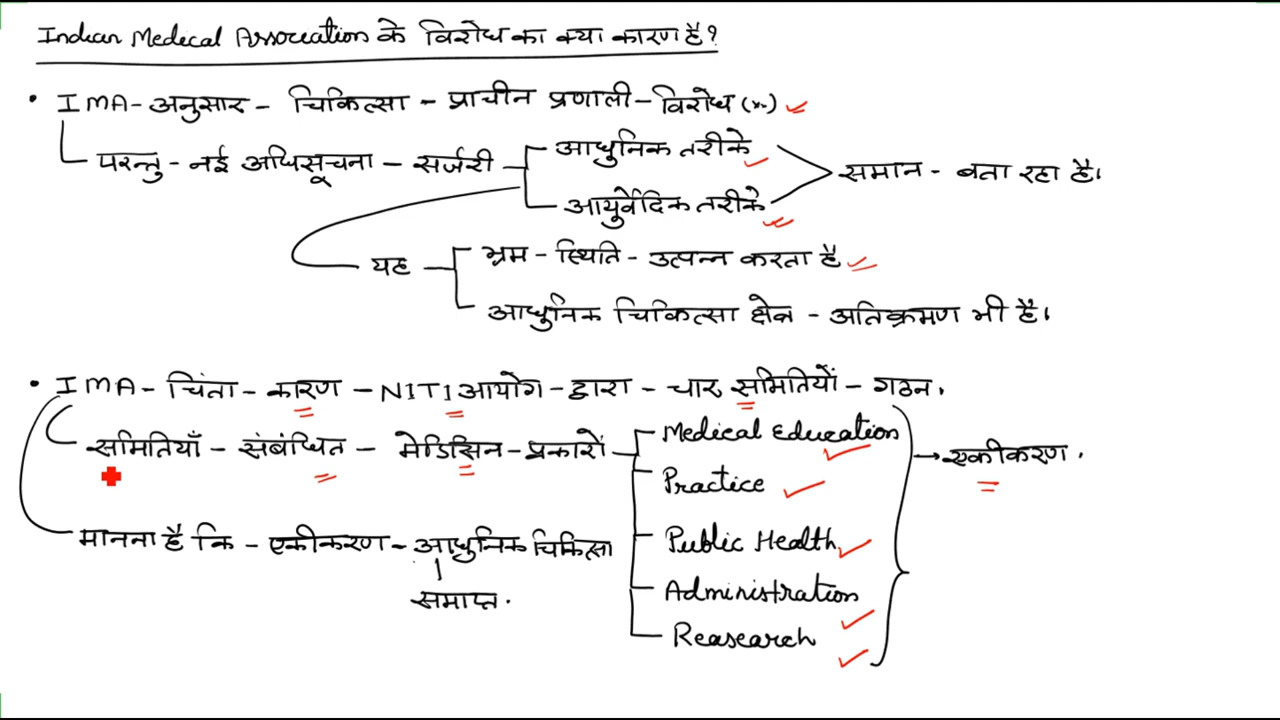 Indian Medical Association के विरोध का क्या कारण है?
• IMA - अनुसार - चिकित्सा - प्राचीन प्रणाली - विरोध (x)
परन्तु - नई अधिसूचना - सर्जरी
आधुनिक तरीके
आयुर्वेदिक तरीके
समान - बता रहा है।
यह
भ्रम - स्थिति - उत्पन्न करता है
आधुनिक चिकित्सा क्षेत्र - अतिक्रमण भी है।
• IMA - चिंता - कारण - NITI आयोग - द्वारा - चार समितियों - गठन.
समितियाँ - संबंधित - मेडिसिन - प्रकारों
Medical Education
Practice
Public Health
Administration
Reasearch
→ एकीकरण.
मानना है कि - एकीकरण - आधुनिक चिकित्सा
समाप्त.